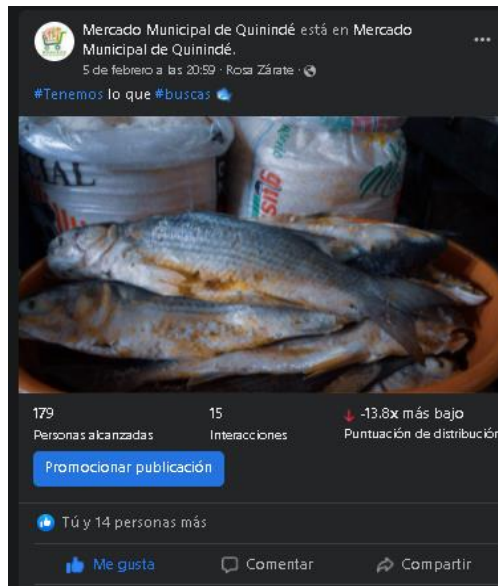 Mercado Municipal de Quinindé está en Mercado
Municipal de Quinindé.
5 de febrero a las 20:59 · Rosa Zárate ·
#Tenemos lo que #buscas
179
Personas alcanzadas
15
Interacciones
-13.8x más bajo
Puntuación de distribución
Promocionar publicación
Tú y 14 personas más
Me gusta
Comentar
Compartir